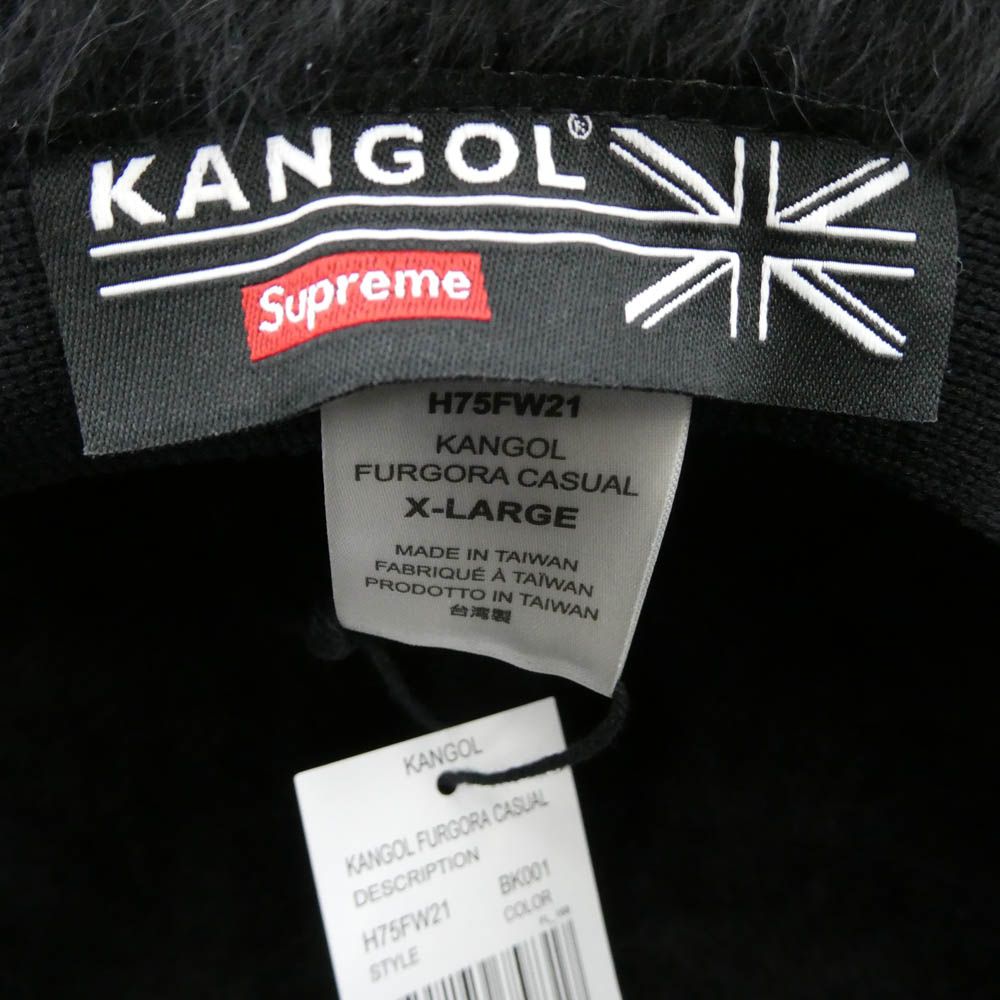 KANGOL®
Supreme
H75FW21
KANGOL
FURGORA CASUAL
X-LARGE
MADE IN TAIWAN
FABRIQUÉ À TAÏWAN
PRODOTTO IN TAIWAN
台湾製
KANGOL
KANGOL FURGORA CASUAL
DESCRIPTION
H75FW21 BK001
STYLE COLOR